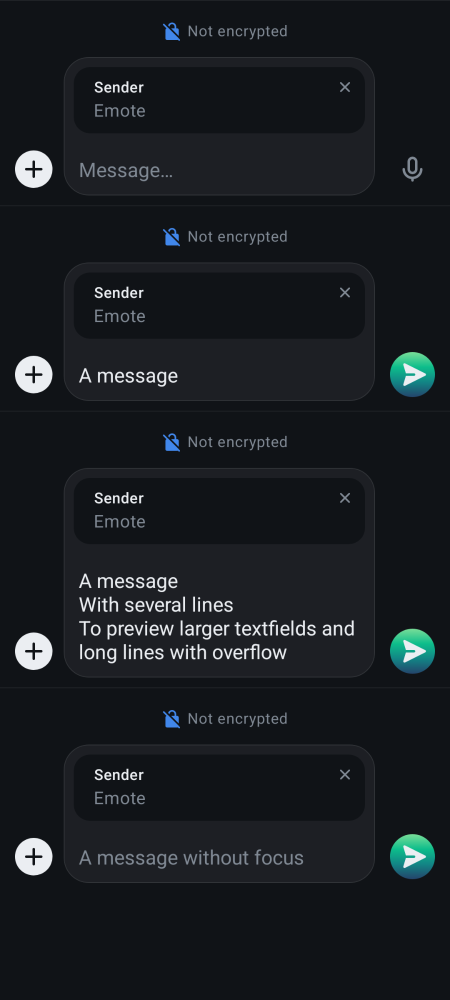 Not encrypted
Sender
Emote
Message…
Not encrypted
Sender
Emote
A message
Not encrypted
Sender
Emote
A message
With several lines
To preview larger textfields and
long lines with overflow
Not encrypted
Sender
Emote
A message without focus